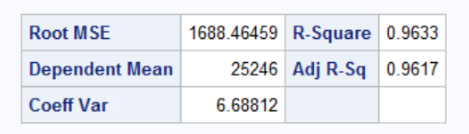 Root MSE 1688.46459 R-Square 0.9633
Dependent Mean 25246 Adj R-Sq 0.9617
Coeff Var 6.68812